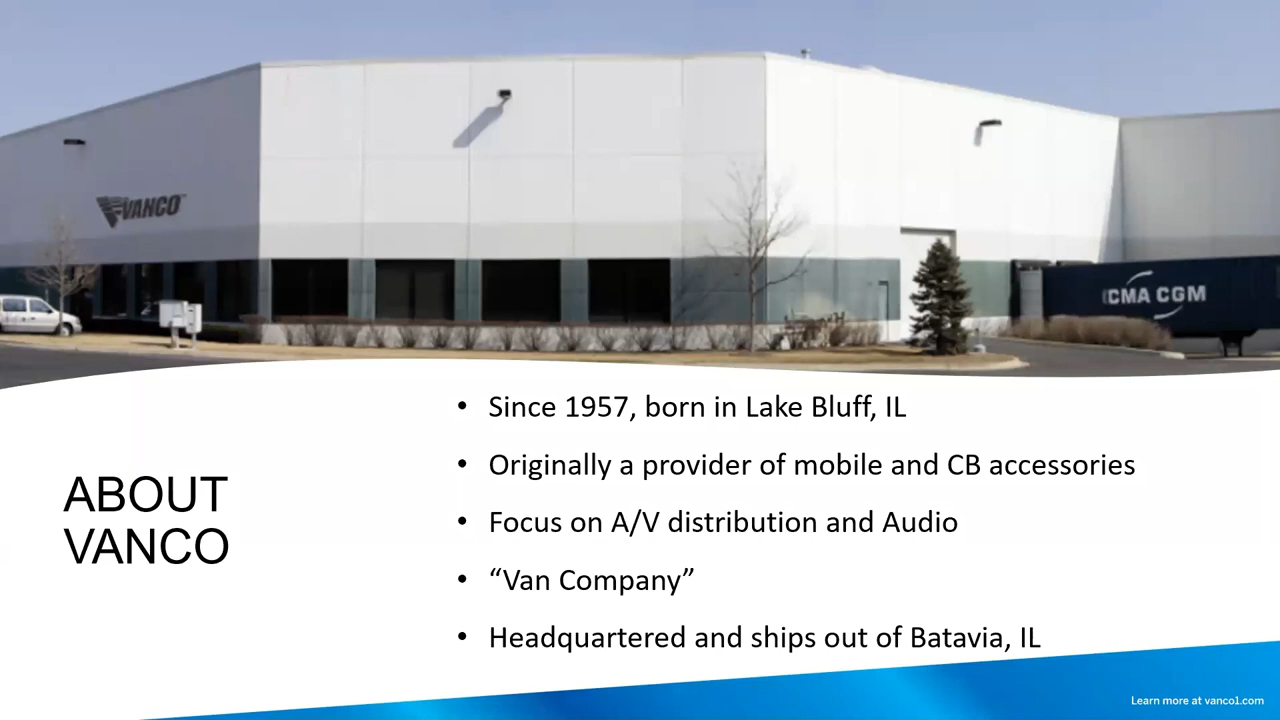 VANCO
CMA CGM
ABOUT
VANCO
• Since 1957, born in Lake Bluff, IL
• Originally a provider of mobile and CB accessories
• Focus on A/V distribution and Audio
• “Van Company”
• Headquartered and ships out of Batavia, IL
Learn more at vanco1.com